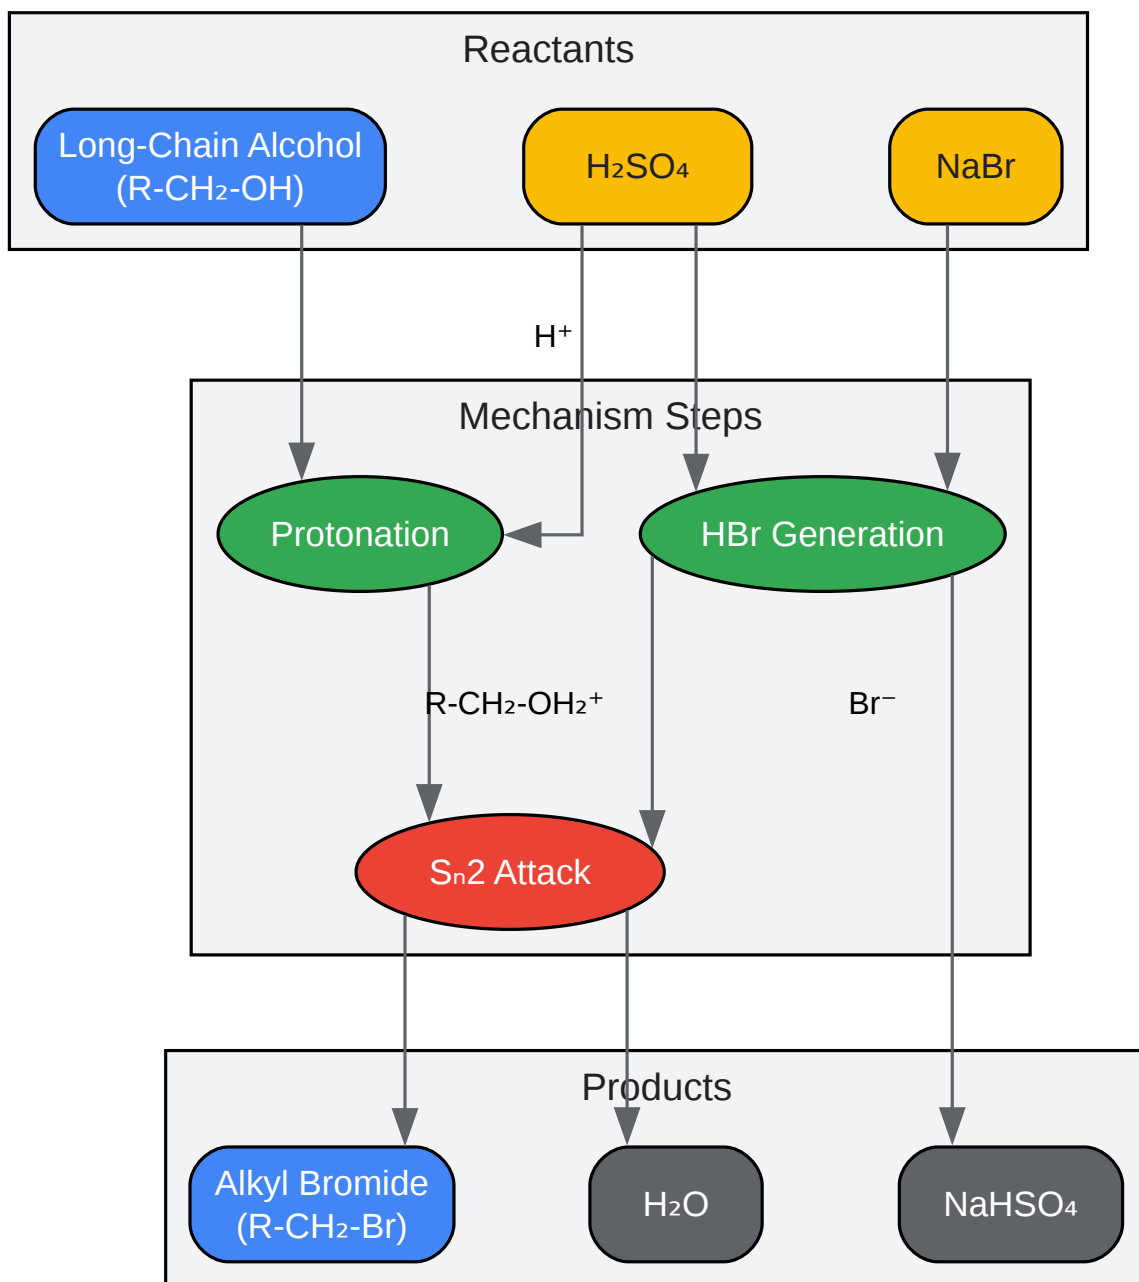 Reactants
Long-Chain Alcohol
(R-CH₂-OH)
H₂SO₄
NaBr
H⁺
Mechanism Steps
Protonation
HBr Generation
R-CH₂-OH₂⁺
Br⁻
Sₙ2 Attack
Products
Alkyl Bromide
(R-CH₂-Br)
H₂O
NaHSO₄